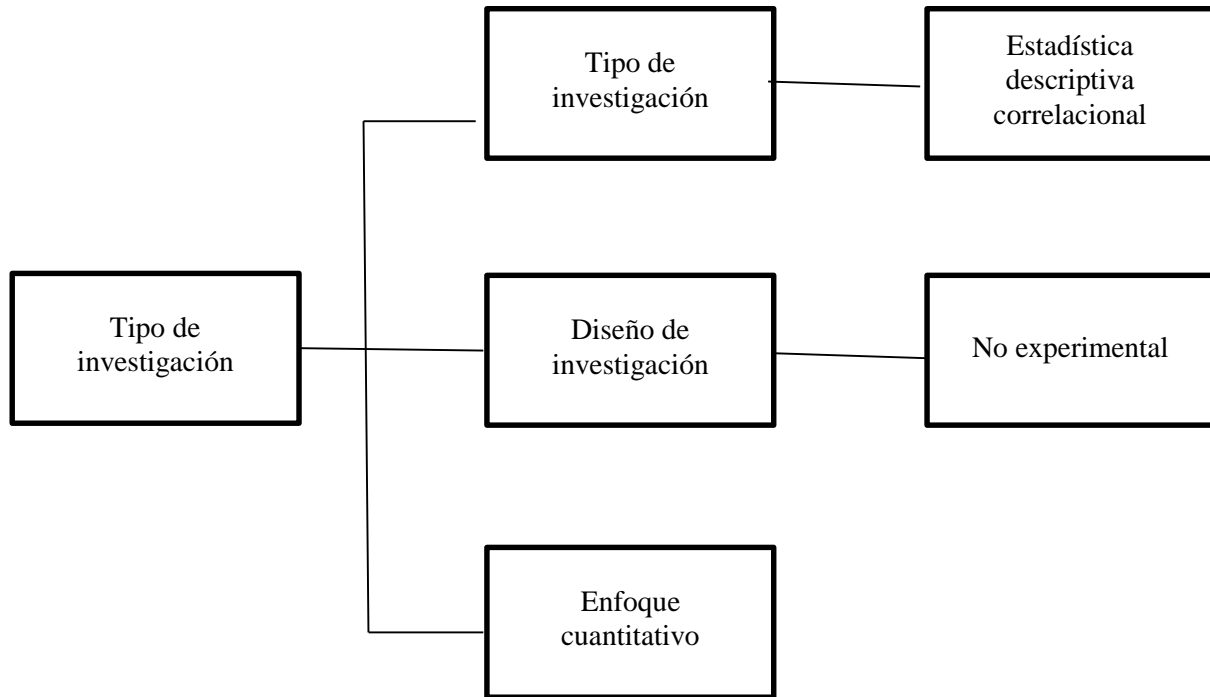 Tipo de
investigación
Estadística
descriptiva
correlacional
Tipo de
investigación
Diseño de
investigación
No experimental
Enfoque
cuantitativo